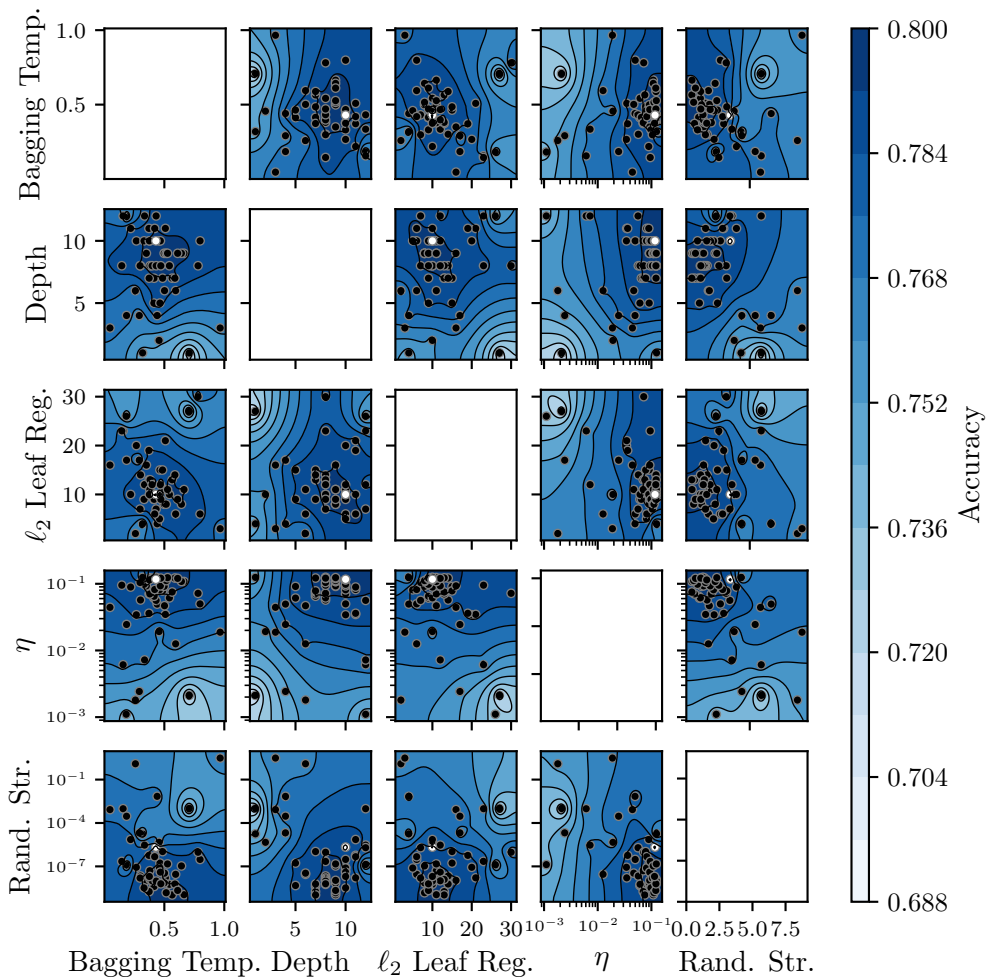 Bagging Temp.
1.0
0.5
Depth
10
5
ℓ₂ Leaf Reg.
30
20
10
η
10⁻¹
10⁻²
10⁻³
Rand. Str.
10⁻¹
10⁻⁴
10⁻⁷
0.5 1.0
5 10
10 20 30
10⁻³ 10⁻¹
0.0 2.5 5.0 7.5
Bagging Temp. Depth ℓ₂ Leaf Reg. η Rand. Str.
0.800
0.784
0.768
0.752
0.736
0.720
0.704
0.688
Accuracy